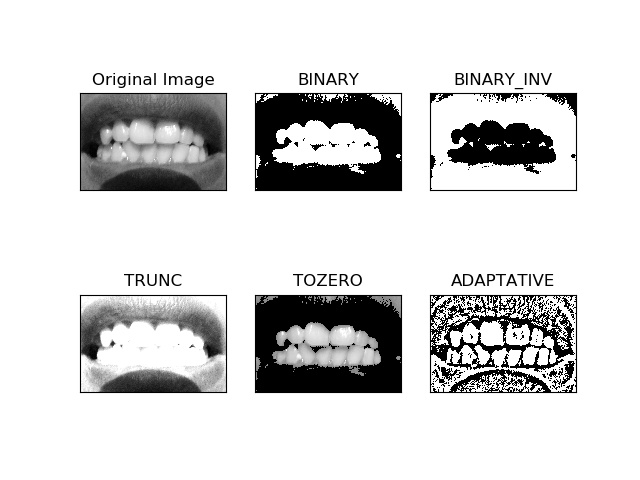 Original Image
BINARY
BINARY_INV
TRUNC
TOZERO
ADAPTATIVE